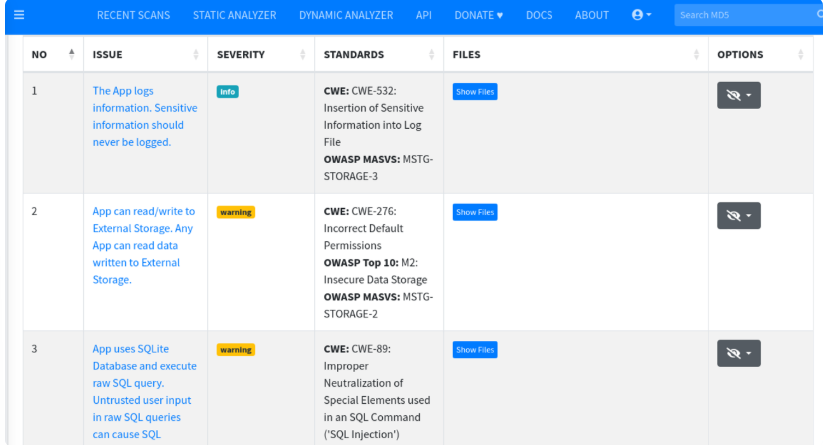 RECENT SCANS STATIC ANALYZER DYNAMIC ANALYZER API DONATE ♥ DOCS ABOUT Search MD5
NO ISSUE SEVERITY STANDARDS FILES OPTIONS
1
The App logs
information. Sensitive
information should
never be logged.
info
CWE: CWE-532:
Insertion of Sensitive
Information into Log
File
OWASP MASVS: MSTG-
STORAGE-3
Show Files
2
App can read/write to
External Storage. Any
App can read data
written to External
Storage.
warning
CWE: CWE-276:
Incorrect Default
Permissions
OWASP Top 10: M2:
Insecure Data Storage
OWASP MASVS: MSTG-
STORAGE-2
Show Files
3
App uses SQLite
Database and execute
raw SQL query.
Untrusted user input
in raw SQL queries
can cause SQL
warning
CWE: CWE-89:
Improper
Neutralization of
Special Elements used
in an SQL Command
('SQL Injection')
Show Files